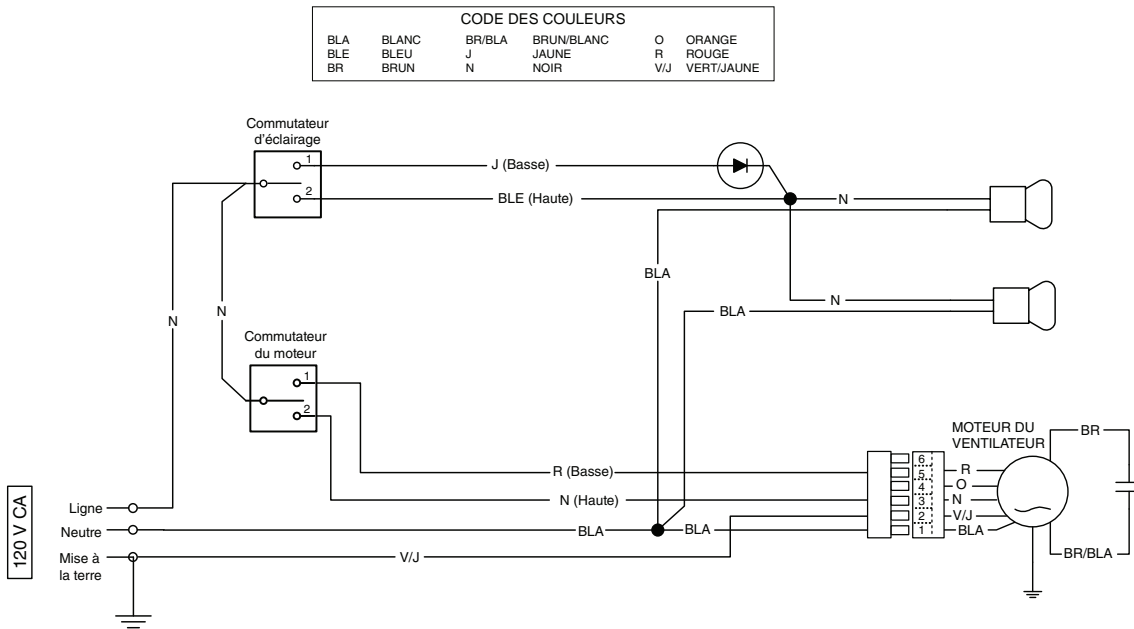 CODE DES COULEURS
BLA BLANC BR/BLA BRUN/BLANC O ORANGE
BLE BLEU J JAUNE R ROUGE
BR BRUN N NOIR V/J VERT/JAUNE
Commutateur
d'éclairage
1
2
J (Basse)
BLE (Haute)
N
BLA
N
BLA
N
N
Commutateur
du moteur
1
2
R (Basse)
N (Haute)
BLA
BLA
V/J
120 V CA
Ligne
Neutre
Mise à
la terre
MOTEUR DU
VENTILATEUR
6
5
4
3
2
1
R
O
N
V/J
BLA
BR
BR/BLA